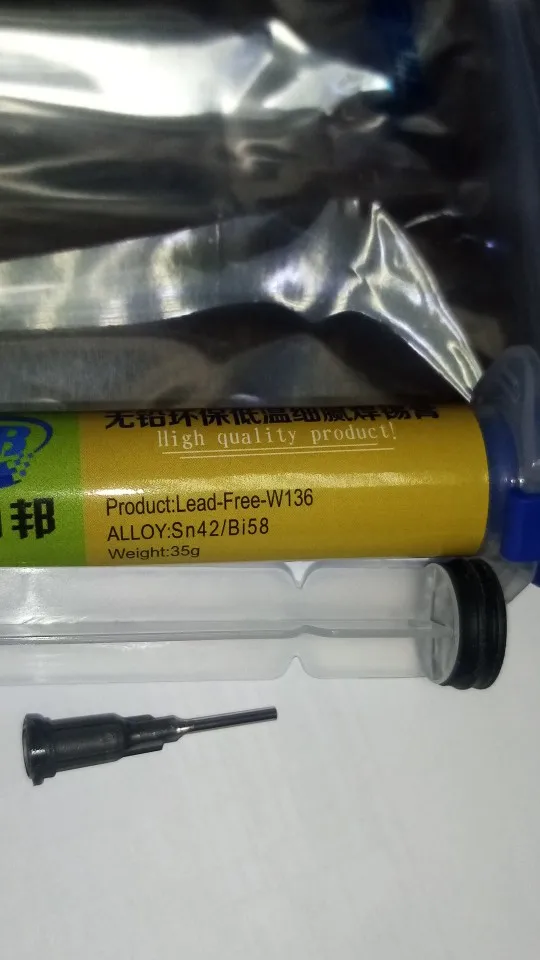 无铅环保低温细赢焊锡膏
High quality product!
B
邦
Product:Lead-Free-W136
ALLOY:Sn42/Bi58
Weight:35g